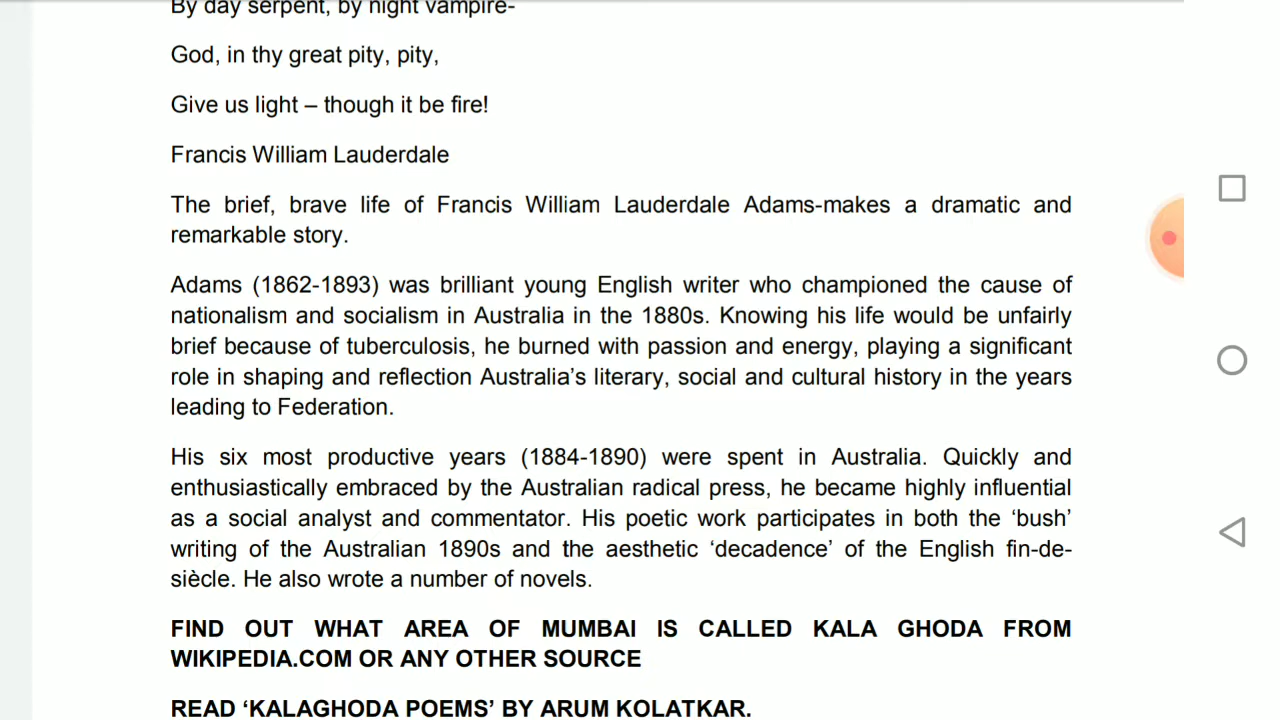 By day serpent, by night vampire-
God, in thy great pity, pity,
Give us light – though it be fire!
Francis William Lauderdale
The brief, brave life of Francis William Lauderdale Adams-makes a dramatic and
remarkable story.
Adams (1862-1893) was brilliant young English writer who championed the cause of
nationalism and socialism in Australia in the 1880s. Knowing his life would be unfairly
brief because of tuberculosis, he burned with passion and energy, playing a significant
role in shaping and reflection Australia’s literary, social and cultural history in the years
leading to Federation.
His six most productive years (1884-1890) were spent in Australia. Quickly and
enthusiastically embraced by the Australian radical press, he became highly influential
as a social analyst and commentator. His poetic work participates in both the ‘bush’
writing of the Australian 1890s and the aesthetic ‘decadence’ of the English fin-de-
siècle. He also wrote a number of novels.
FIND OUT WHAT AREA OF MUMBAI IS CALLED KALA GHODA FROM
WIKIPEDIA.COM OR ANY OTHER SOURCE
READ ‘KALAGHODA POEMS’ BY ARUM KOLATKAR.